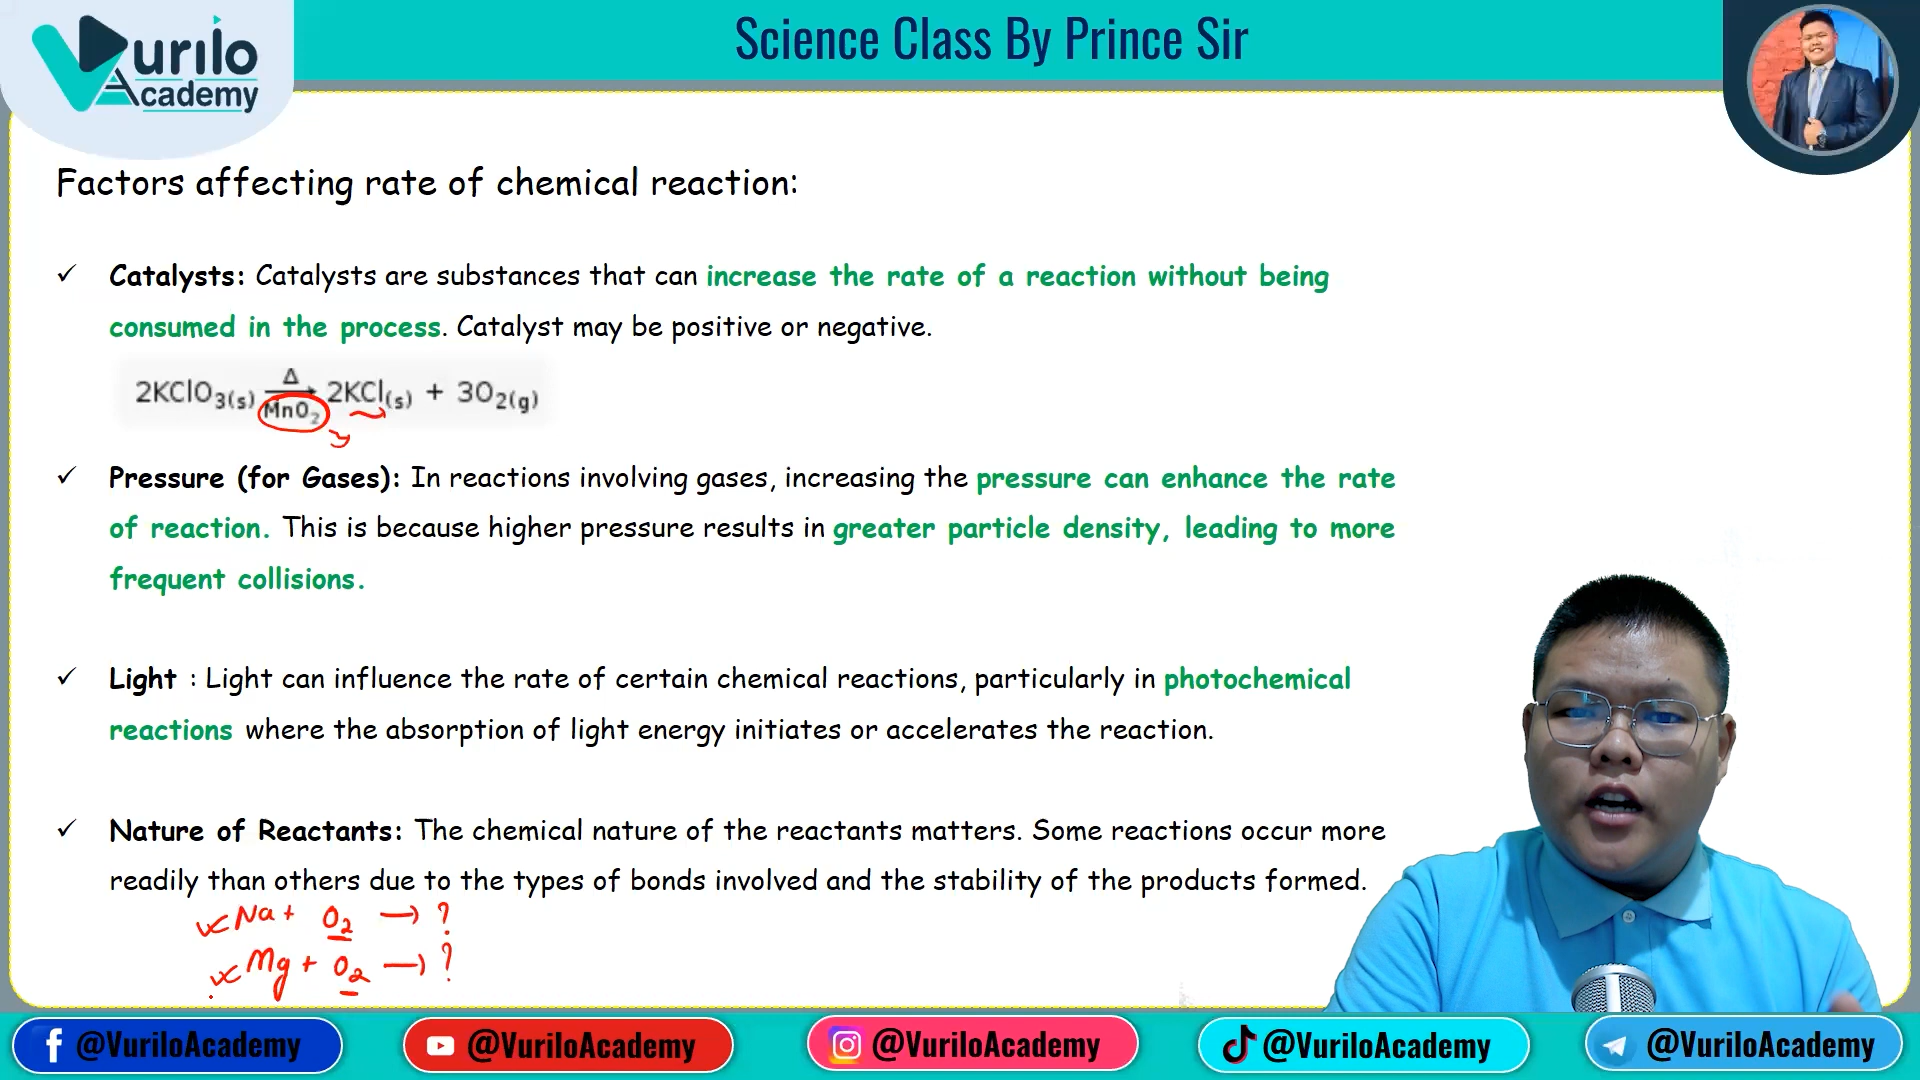 Vurilo Academy
Science Class By Prince Sir
Factors affecting rate of chemical reaction:
✓ Catalysts: Catalysts are substances that can increase the rate of a reaction without being
consumed in the process. Catalyst may be positive or negative.
2KClO₃(s) Δ→ MnO₂ 2KCl(s) + 3O₂(g)
✓ Pressure (for Gases): In reactions involving gases, increasing the pressure can enhance the rate
of reaction. This is because higher pressure results in greater particle density, leading to more
frequent collisions.
✓ Light : Light can influence the rate of certain chemical reactions, particularly in photochemical
reactions where the absorption of light energy initiates or accelerates the reaction.
✓ Nature of Reactants: The chemical nature of the reactants matters. Some reactions occur more
readily than others due to the types of bonds involved and the stability of the products formed.
Na + O₂ → ?
Mg + O₂ → ?
@VuriloAcademy @VuriloAcademy @VuriloAcademy @VuriloAcademy @VuriloAcademy